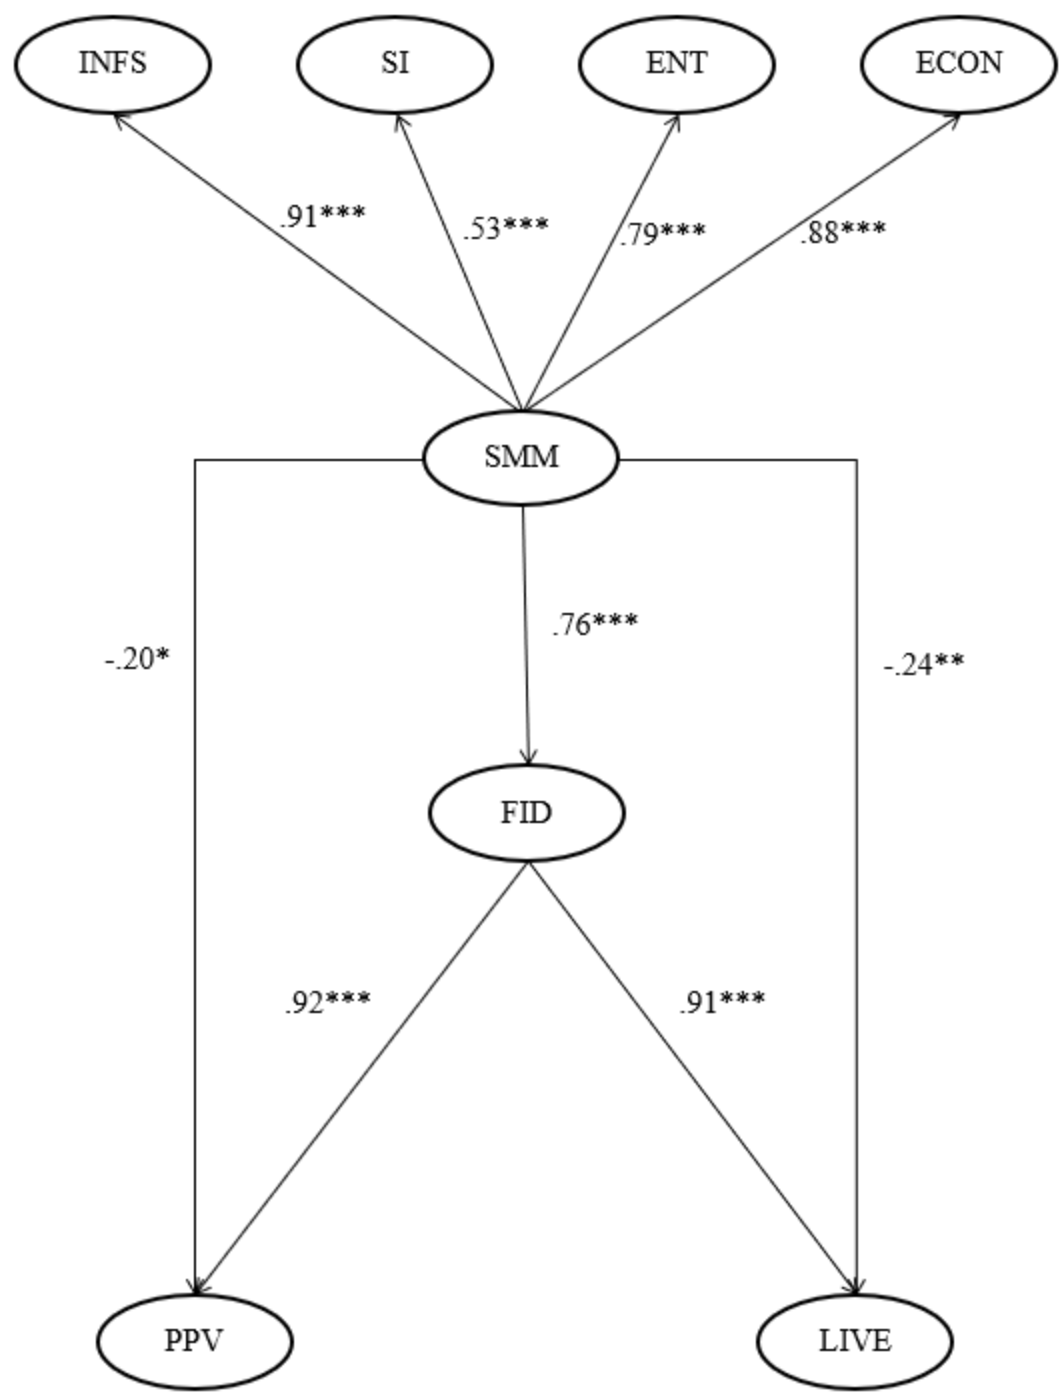 INFS
SI
ENT
ECON
.91***
.53***
.79***
.88***
SMM
.76***
-.20*
-.24**
FID
.92***
.91***
PPV
LIVE